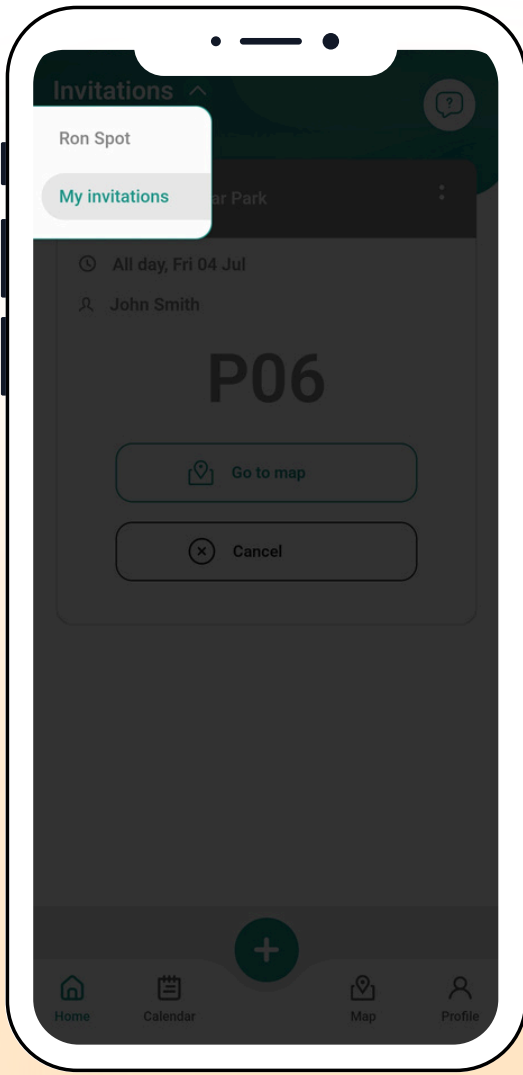 Invitations
Ron Spot
My invitations
ar Park
All day, Fri 04 Jul
John Smith
P06
Go to map
Cancel
Home
Calendar
Map
Profile